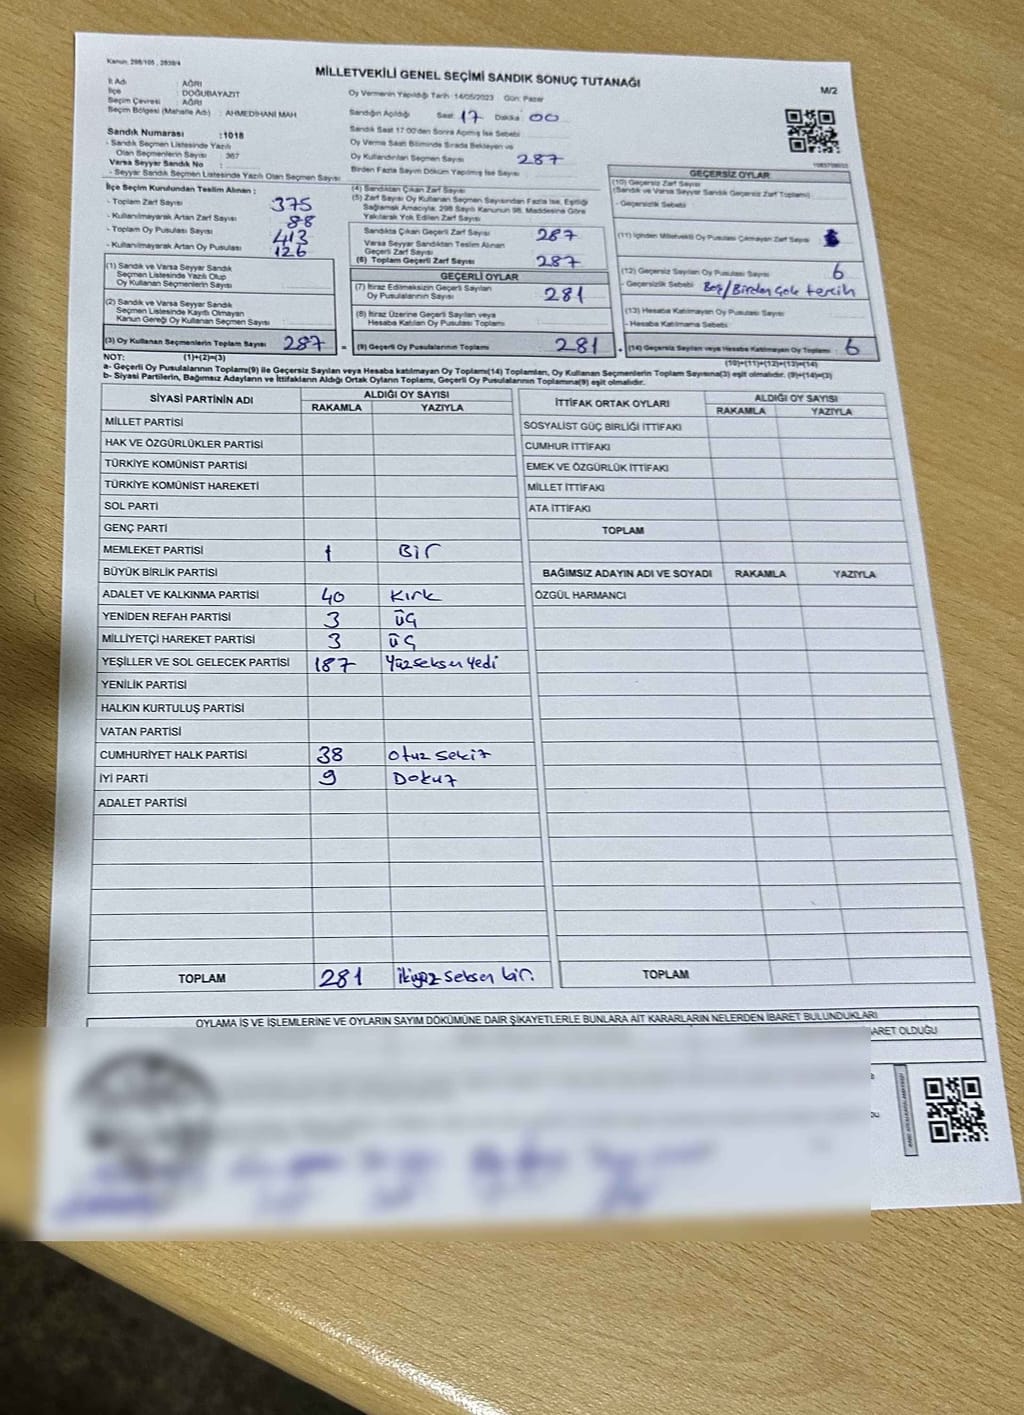 Kanun: 298/105 , 2839/4
MİLLETVEKİLİ GENEL SEÇİMİ SANDIK SONUÇ TUTANAĞI
M/2
İl Adı : AĞRI
İlçe : DOĞUBAYAZIT
Seçim Çevresi : AĞRI
Seçim Bölgesi (Mahalle Adı) : AHMEDİHANİ MAH
Oy Vermenin Yapıldığı Tarih :14/05/2023 Gün: Pazar
Sandığın Açıldığı Saat 17 Dakika 00
Sandık Numarası :1018
- Sandık Seçmen Listesinde Yazılı
Olan Seçmenlerin Sayısı : 367
Varsa Seyyar Sandık No :
- Seyyar Sandık Seçmen Listesinde Yazılı Olan Seçmen Sayısı
Sandık Saat 17:00'den Sonra Açılmış İse Sebebi
Oy Verme Saati Bitiminde Sırada Bekleyen ve
Oy Kullandırılan Seçmen Sayısı 287
Birden Fazla Sayım Döküm Yapılmış İse Sayısı
İlçe Seçim Kurulundan Teslim Alınan :
- Toplam Zarf Sayısı 375
- Kullanılmayarak Artan Zarf Sayısı 88
- Toplam Oy Pusulası Sayısı 413
- Kullanılmayarak Artan Oy Pusulası 126
(4) Sandıktan Çıkan Zarf Sayısı
(5) Zarf Sayısı Oy Kullanan Seçmen Sayısından Fazla İse, Eşitliği
Sağlamak Amacıyla, 298 Sayılı Kanunun 98. Maddesine Göre
Yakılarak Yok Edilen Zarf Sayısı
Sandıkta Çıkan Geçerli Zarf Sayısı 287
Varsa Seyyar Sandıktan Teslim Alınan
Geçerli Zarf Sayısı
(6) Toplam Geçerli Zarf Sayısı 287
GEÇERSİZ OYLAR
(10) Geçersiz Zarf Sayısı
(Sandık ve Varsa Seyyar Sandık Geçersiz Zarf Toplamı)
- Geçersizlik Sebebi
(11) İçinden Milletvekili Oy Pusulası Çıkmayan Zarf Sayısı
(12) Geçersiz Sayılan Oy Pusulası Sayısı 6
- Geçersizlik Sebebi Boş/Birden Çok tercih
(13) Hesaba Katılmayan Oy Pusulası Sayısı
- Hesaba Katılmama Sebebi
(14) Geçersiz Sayılan veya Hesaba Katılmayan Oy Toplamı : 6
(1) Sandık ve Varsa Seyyar Sandık
Seçmen Listesinde Yazılı Olup
Oy Kullanan Seçmenlerin Sayısı
(2) Sandık ve Varsa Seyyar Sandık
Seçmen Listesinde Kayıtlı Olmayan
Kanun Gereği Oy Kullanan Seçmen Sayısı
(3) Oy Kullanan Seçmenlerin Toplam Sayısı 287 =
GEÇERLİ OYLAR
(7) İtiraz Edilmeksizin Geçerli Sayılan
Oy Pusulalarının Sayısı 281
(8) İtiraz Üzerine Geçerli Sayılan veya
Hesaba Katılan Oy Pusulası Toplamı
(9) Geçerli Oy Pusulalarının Toplamı 281 +
NOT: (1)+(2)=(3) (10)+(11)+(12)+(13)=(14)
a- Geçerli Oy Pusulalarının Toplamı(9) ile Geçersiz Sayılan veya Hesaba katılmayan Oy Toplamı(14) Toplamları, Oy Kullanan Seçmenlerin Toplam Sayısına(3) eşit olmalıdır. (9)+(14)=(3)
b- Siyasi Partilerin, Bağımsız Adayların ve İttifakların Aldığı Ortak Oyların Toplamı, Geçerli Oy Pusulalarının Toplamına(9) eşit olmalıdır.
SİYASİ PARTİNİN ADI ALDIĞI OY SAYISI
RAKAMLA YAZIYLA
MİLLET PARTİSİ
HAK VE ÖZGÜRLÜKLER PARTİSİ
TÜRKİYE KOMÜNİST PARTİSİ
TÜRKİYE KOMÜNİST HAREKETİ
SOL PARTİ
GENÇ PARTİ
MEMLEKET PARTİSİ 1 Bir
BÜYÜK BİRLİK PARTİSİ
ADALET VE KALKINMA PARTİSİ 40 Kırk
YENİDEN REFAH PARTİSİ 3 üç
MİLLİYETÇİ HAREKET PARTİSİ 3 üç
YEŞİLLER VE SOL GELECEK PARTİSİ 187 Yüzseksen yedi
YENİLİK PARTİSİ
HALKIN KURTULUŞ PARTİSİ
VATAN PARTİSİ
CUMHURİYET HALK PARTİSİ 38 Otuz sekiz
İYİ PARTİ 9 Dokuz
ADALET PARTİSİ
TOPLAM 281 İkiyüz seksen bir.
İTTİFAK ORTAK OYLARI ALDIĞI OY SAYISI
RAKAMLA YAZIYLA
SOSYALİST GÜÇ BİRLİĞİ İTTİFAKI
CUMHUR İTTİFAKI
EMEK VE ÖZGÜRLÜK İTTİFAKI
MİLLET İTTİFAKI
ATA İTTİFAKI
TOPLAM
BAĞIMSIZ ADAYIN ADI VE SOYADI RAKAMLA YAZIYLA
ÖZGÜL HARMANCI
TOPLAM
OYLAMA İŞ VE İŞLEMLERİNE VE OYLARIN SAYIM DÖKÜMÜNE DAİR ŞİKAYETLERLE BUNLARA AİT KARARLARIN NELERDEN İBARET BULUNDUKLARI
BARET OLDUĞU